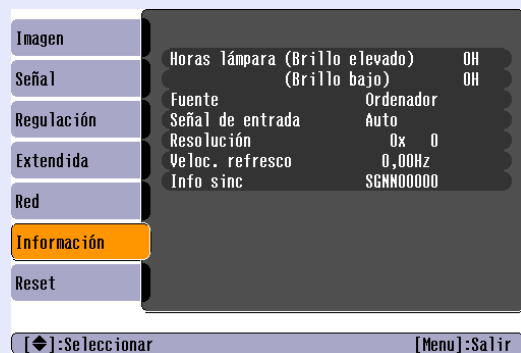 Imagen
Señal
Regulación
Extendida
Red
Información
Reset
Horas lámpara (Brillo elevado) 0H
(Brillo bajo) 0H
Fuente Ordenador
Señal de entrada Auto
Resolución 0x 0
Veloc. refresco 0,00Hz
Info sinc SGNN00000
[◆]:Seleccionar [Menu]:Salir